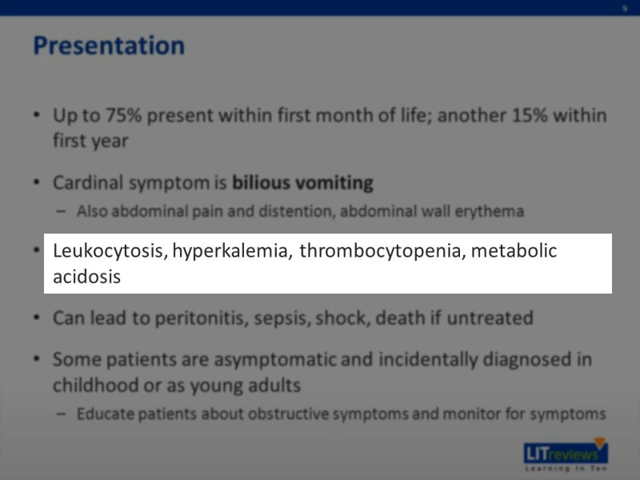 9
Presentation
• Up to 75% present within first month of life; another 15% within
first year
• Cardinal symptom is bilious vomiting
– Also abdominal pain and distention, abdominal wall erythema
• Leukocytosis, hyperkalemia, thrombocytopenia, metabolic
acidosis
• Can lead to peritonitis, sepsis, shock, death if untreated
• Some patients are asymptomatic and incidentally diagnosed in
childhood or as young adults
– Educate patients about obstructive symptoms and monitor for symptoms
LITreviews
Learning In Ten